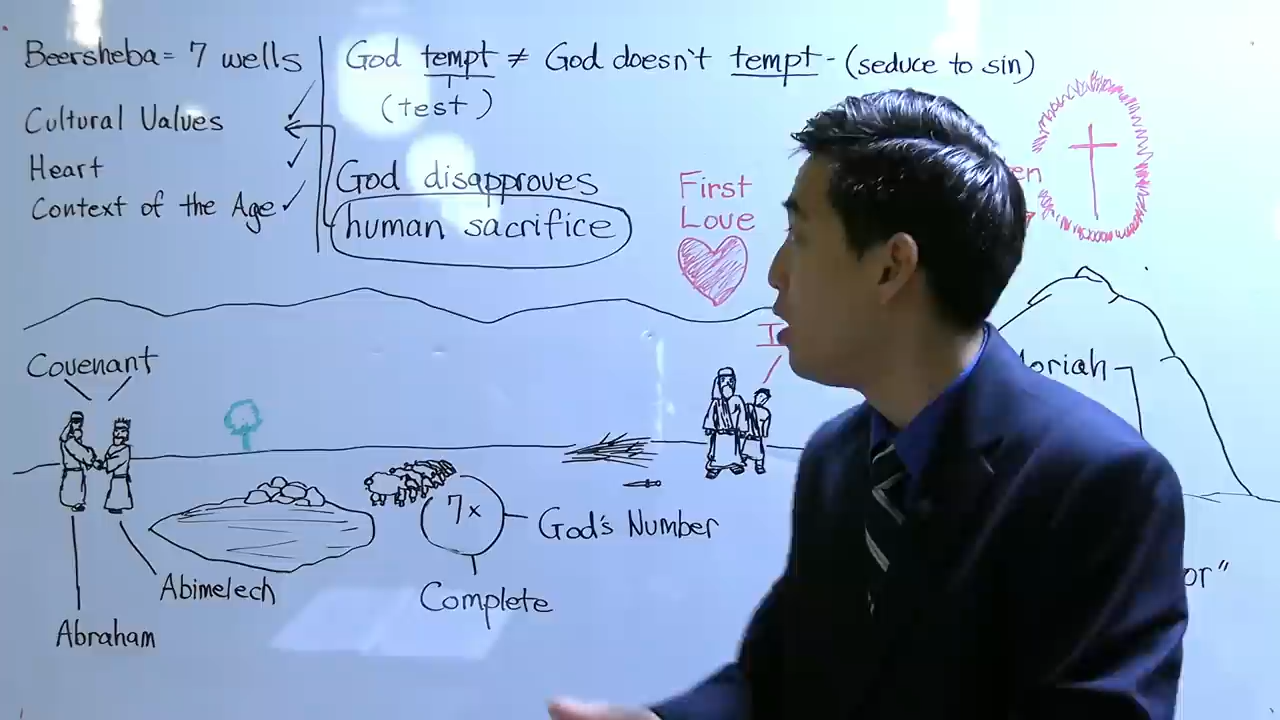 Beersheba = 7 wells
Cultural Values
Heart
Context of the Age
God tempt ≠ God doesn't tempt - (seduce to sin)
(test)
God disapproves
human sacrifice
First
Love
Covenant
7x
God's Number
Complete
Abimelech
Abraham